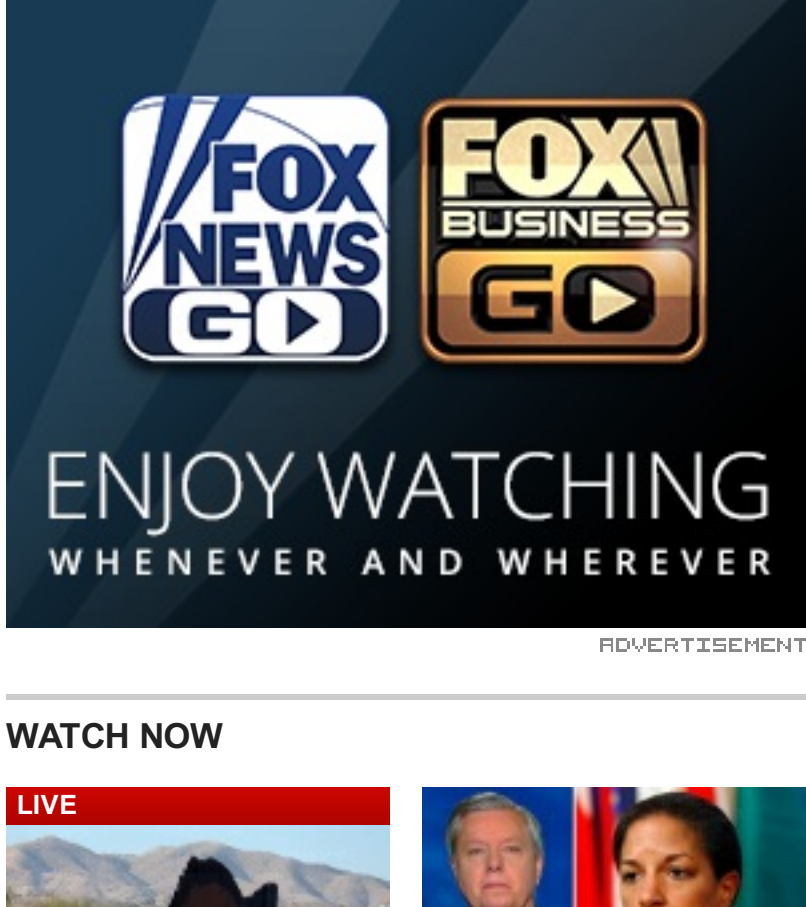 FOX
NEWS
GO
FOX
BUSINESS
GO
ENJOY WATCHING
WHENEVER AND WHEREVER
ADVERTISEMENT
WATCH NOW
LIVE